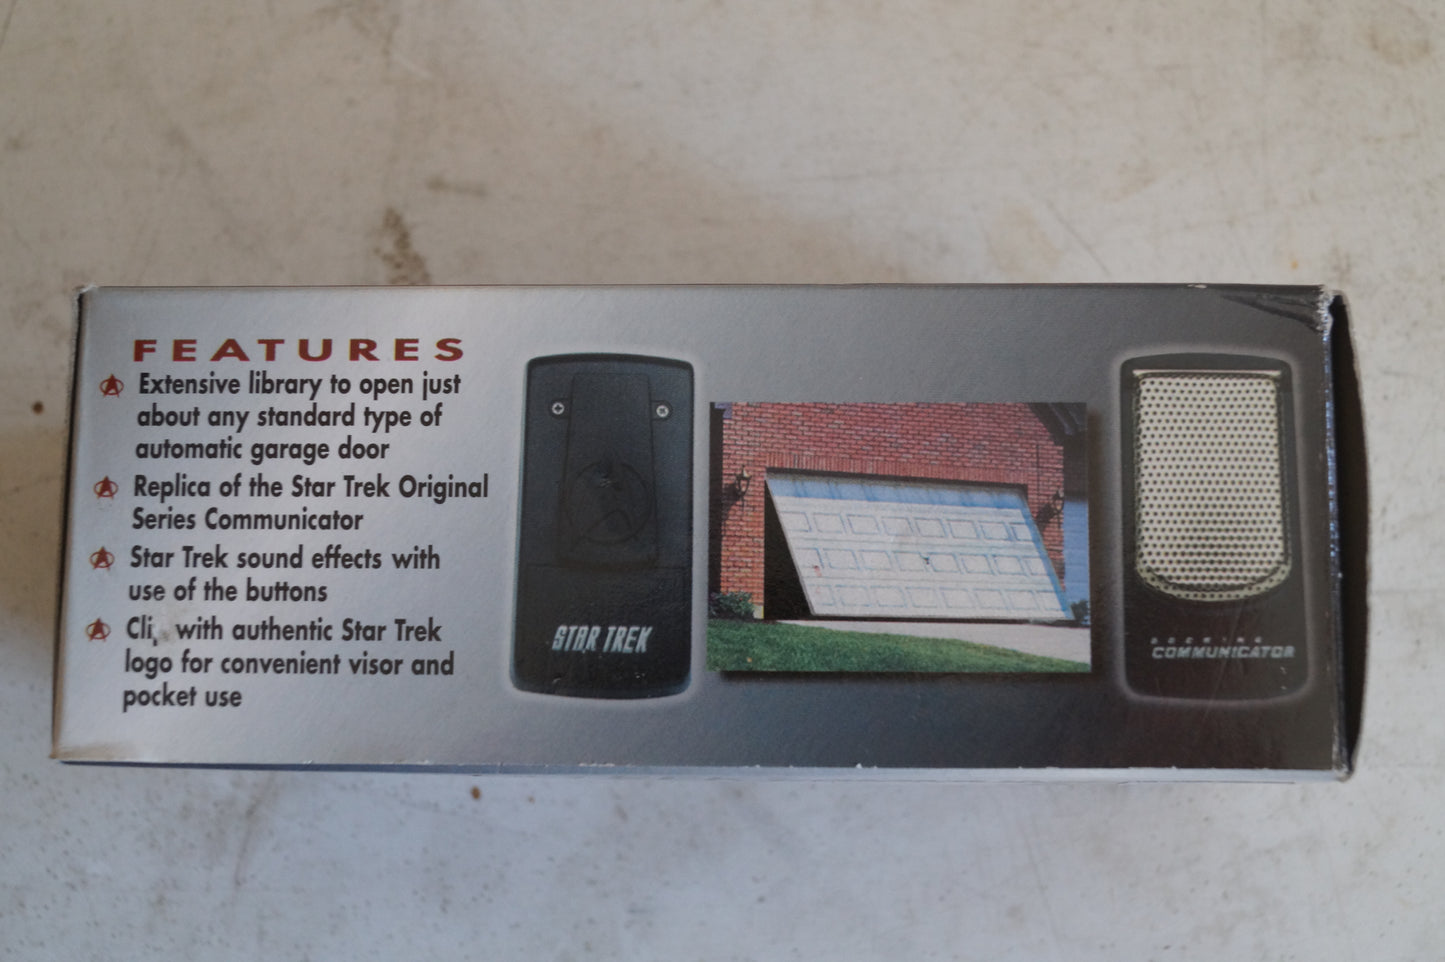 FEATURES
Extensive library to open just
about any standard type of
automatic garage door
Replica of the Star Trek Original
Series Communicator
Star Trek sound effects with
use of the buttons
with authentic Star Trek
logo for convenient visor and
pocket use
STAR TREK
COMMUNICATOR